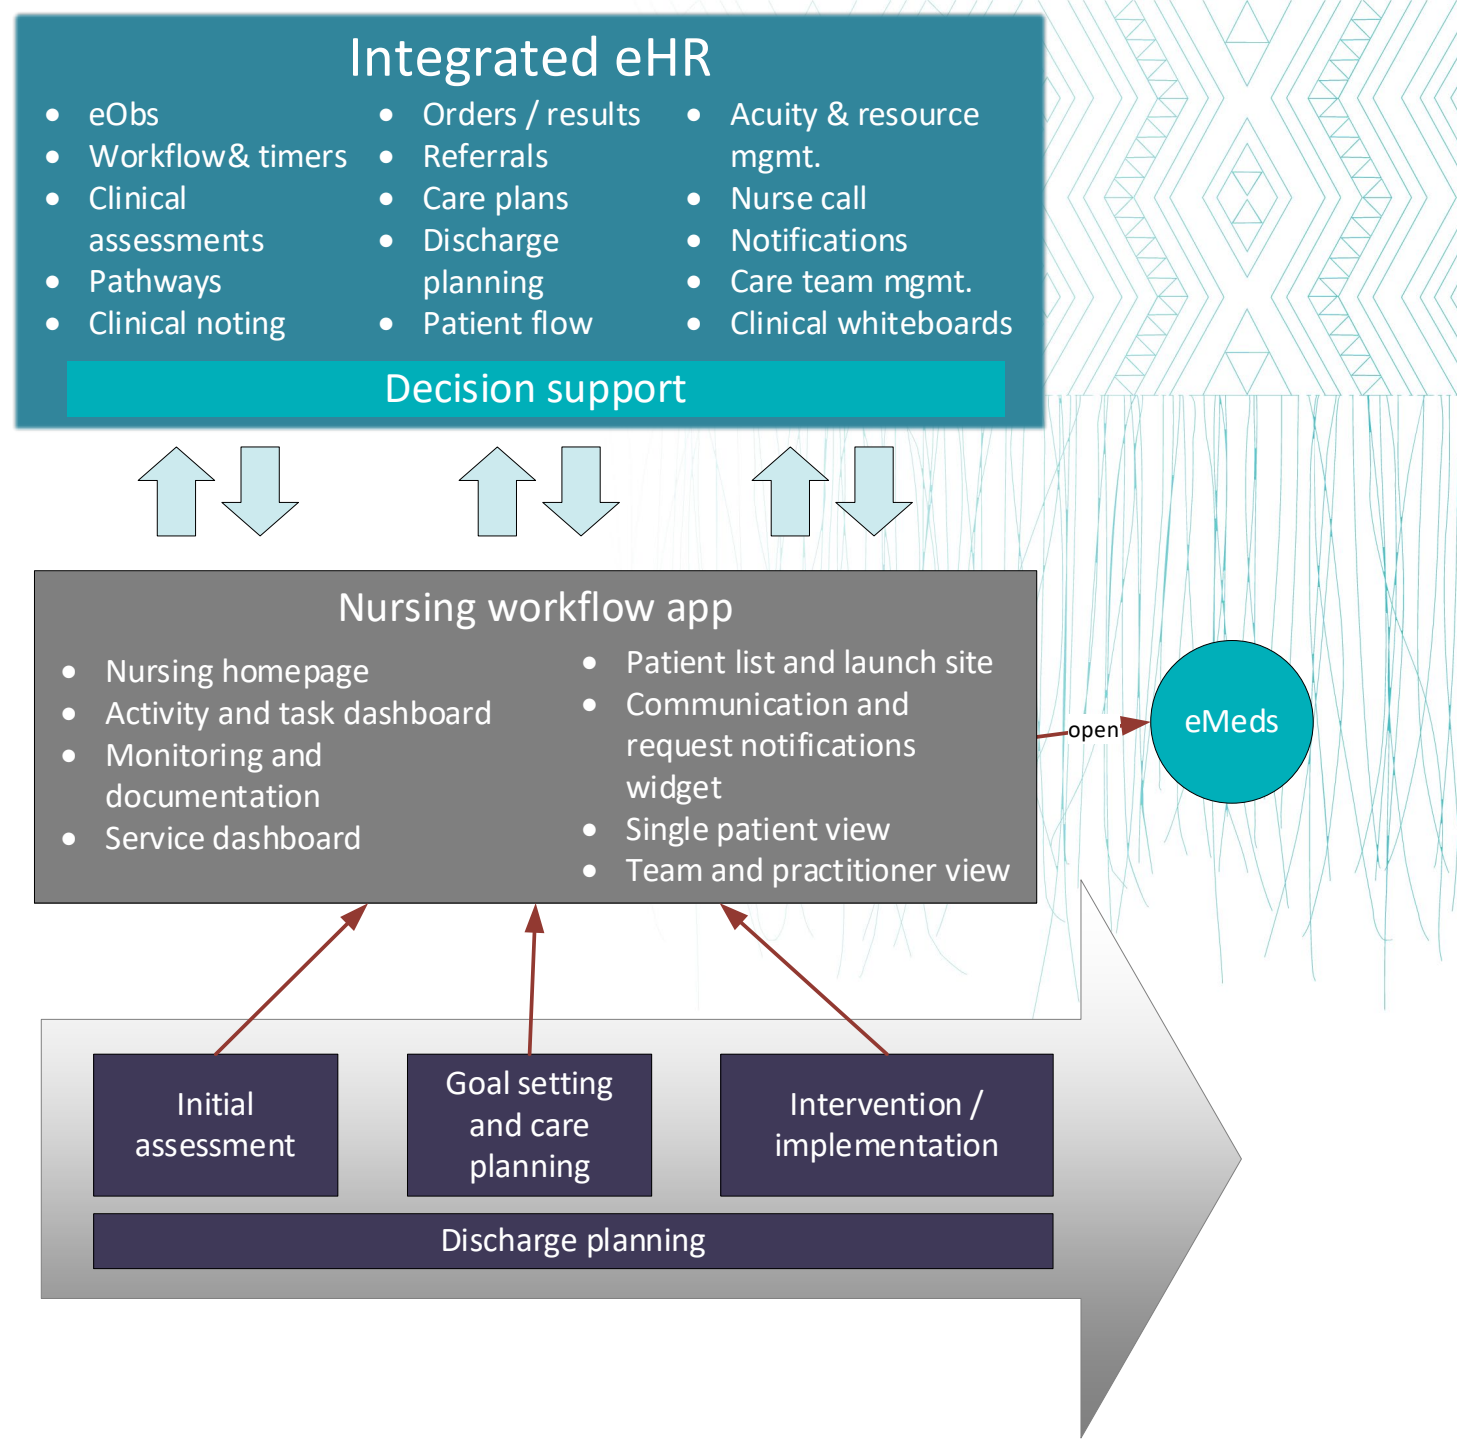 Integrated eHR
eObs
Workflow& timers
Clinical
assessments
Pathways
Clinical noting
Orders / results
Referrals
Care plans
Discharge
planning
Patient flow
Acuity & resource
mgmt.
Nurse call
Notifications
Care team mgmt.
Clinical whiteboards
Decision support
Nursing workflow app
Nursing homepage
Activity and task dashboard
Monitoring and
documentation
Service dashboard
Patient list and launch site
Communication and
request notifications
widget
Single patient view
Team and practitioner view
open
eMeds
Initial
assessment
Goal setting
and care
planning
Intervention /
implementation
Discharge planning